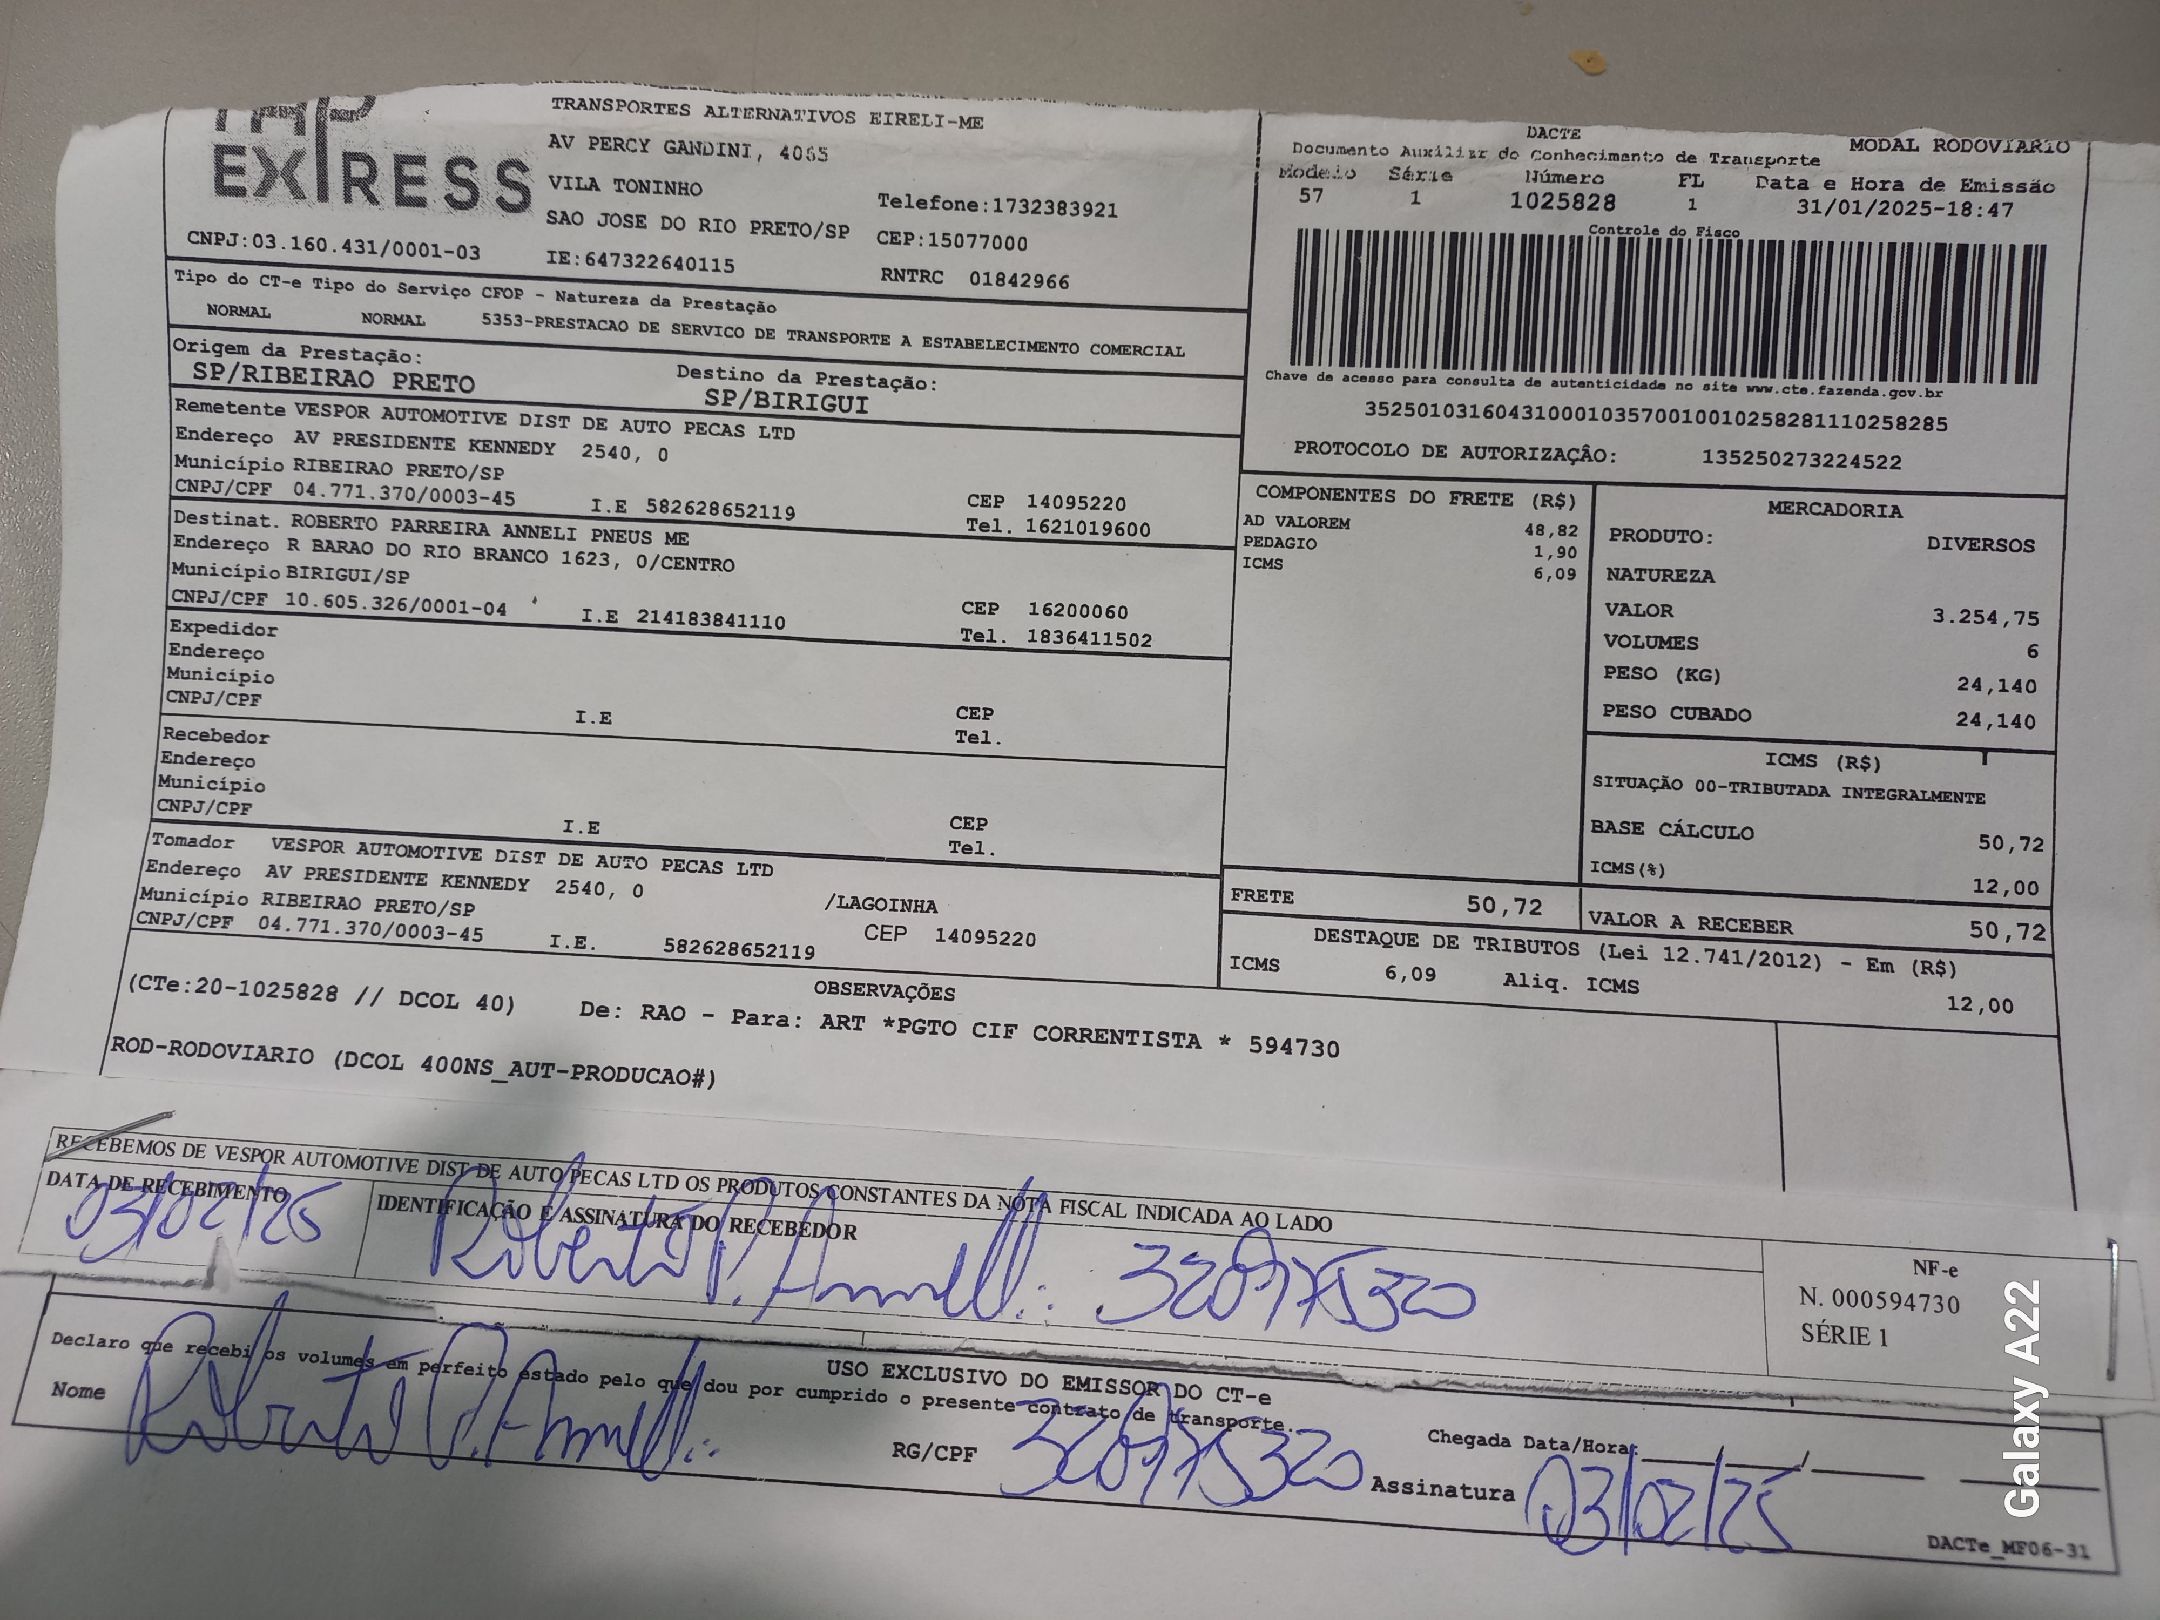 TAP
EXPRESS
TRANSPORTES ALTERNATIVOS EIRELI-ME
AV PERCY GANDINI, 4065
VILA TONINHO
Telefone:1732383921
SAO JOSE DO RIO PRETO/SP
CEP:15077000
CNPJ:03.160.431/0001-03
IE:647322640115
RNTRC 01842966
DACTE
MODAL RODOVIARIO
Documento Auxiliar do Conhecimento de Transporte
Modelo Série Número FL Data e Hora de Emissão
57 1 1025828 1 31/01/2025-18:47
Controle do Fisco
Chave de acesso para consulta de autenticidade no site www.cte.fazenda.gov.br
35250103160431000103570010010258281110258285
PROTOCOLO DE AUTORIZAÇÂO: 135250273224522
Tipo do CT-e Tipo do Serviço CFOP - Natureza da Prestação
NORMAL NORMAL 5353-PRESTACAO DE SERVICO DE TRANSPORTE A ESTABELECIMENTO COMERCIAL
Origem da Prestação: Destino da Prestação:
SP/RIBEIRAO PRETO SP/BIRIGUI
Remetente VESPOR AUTOMOTIVE DIST DE AUTO PECAS LTD
Endereço AV PRESIDENTE KENNEDY 2540, 0
Município RIBEIRAO PRETO/SP CEP 14095220
CNPJ/CPF 04.771.370/0003-45 I.E 582628652119 Tel. 1621019600
Destinat. ROBERTO PARREIRA ANNELI PNEUS ME
Endereço R BARAO DO RIO BRANCO 1623, 0/CENTRO
Município BIRIGUI/SP CEP 16200060
CNPJ/CPF 10.605.326/0001-04 I.E 214183841110 Tel. 1836411502
Expedidor
Endereço
Município CEP
CNPJ/CPF I.E Tel.
Recebedor
Endereço
Município CEP
CNPJ/CPF I.E Tel.
Tomador VESPOR AUTOMOTIVE DIST DE AUTO PECAS LTD
Endereço AV PRESIDENTE KENNEDY 2540, 0 /LAGOINHA
Município RIBEIRAO PRETO/SP CEP 14095220
CNPJ/CPF 04.771.370/0003-45 I.E. 582628652119
COMPONENTES DO FRETE (R$)
AD VALOREM 48,82
PEDAGIO 1,90
ICMS 6,09
MERCADORIA
PRODUTO: DIVERSOS
NATUREZA
VALOR 3.254,75
VOLUMES 6
PESO (KG) 24,140
PESO CUBADO 24,140
ICMS (R$)
SITUAÇÃO 00-TRIBUTADA INTEGRALMENTE
BASE CÁLCULO 50,72
ICMS(%) 12,00
FRETE 50,72 VALOR A RECEBER 50,72
DESTAQUE DE TRIBUTOS (Lei 12.741/2012) - Em (R$)
ICMS 6,09 Aliq. ICMS 12,00
OBSERVAÇÕES
(CTe:20-1025828 // DCOL 40) De: RAO - Para: ART *PGTO CIF CORRENTISTA * 594730
ROD-RODOVIARIO (DCOL 400NS_AUT-PRODUCAO#)
RECEBEMOS DE VESPOR AUTOMOTIVE DIST DE AUTO PECAS LTD OS PRODUTOS CONSTANTES DA NOTA FISCAL INDICADA AO LADO
DATA DE RECEBIMENTO IDENTIFICAÇÃO E ASSINATURA DO RECEBEDOR
03/02/25 Roberto P. Annelli 320975320
NF-e
N. 000594730
SÉRIE 1
USO EXCLUSIVO DO EMISSOR DO CT-e
Declaro que recebi os volumes em perfeito estado pelo que dou por cumprido o presente contrato de transporte.
Nome Roberto P. Annelli RG/CPF 320975320
Chegada Data/Hora:
Assinatura 03/02/25
DACTe_MF06-31
Galaxy A22